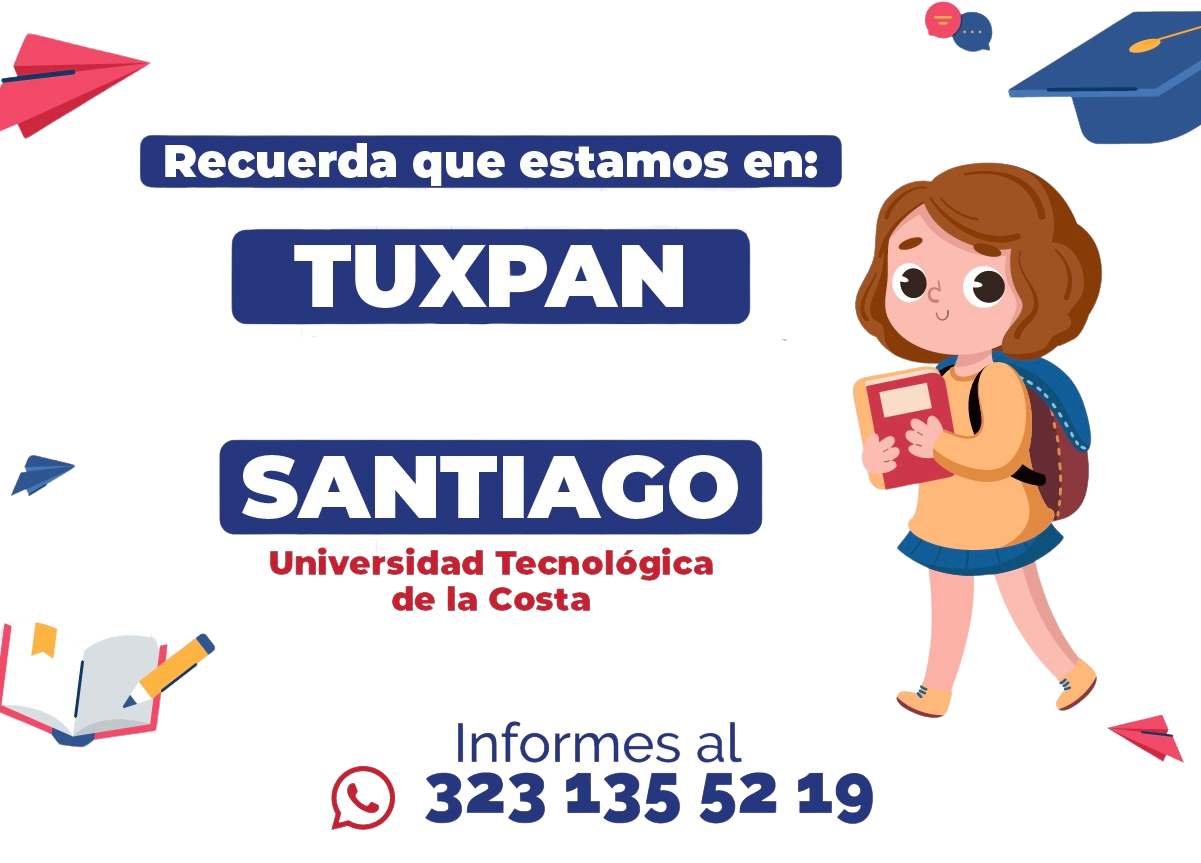 Recuerda que estamos en:
TUXPAN
SANTIAGO
Universidad Tecnológica
de la Costa
Informes al
323 135 52 19